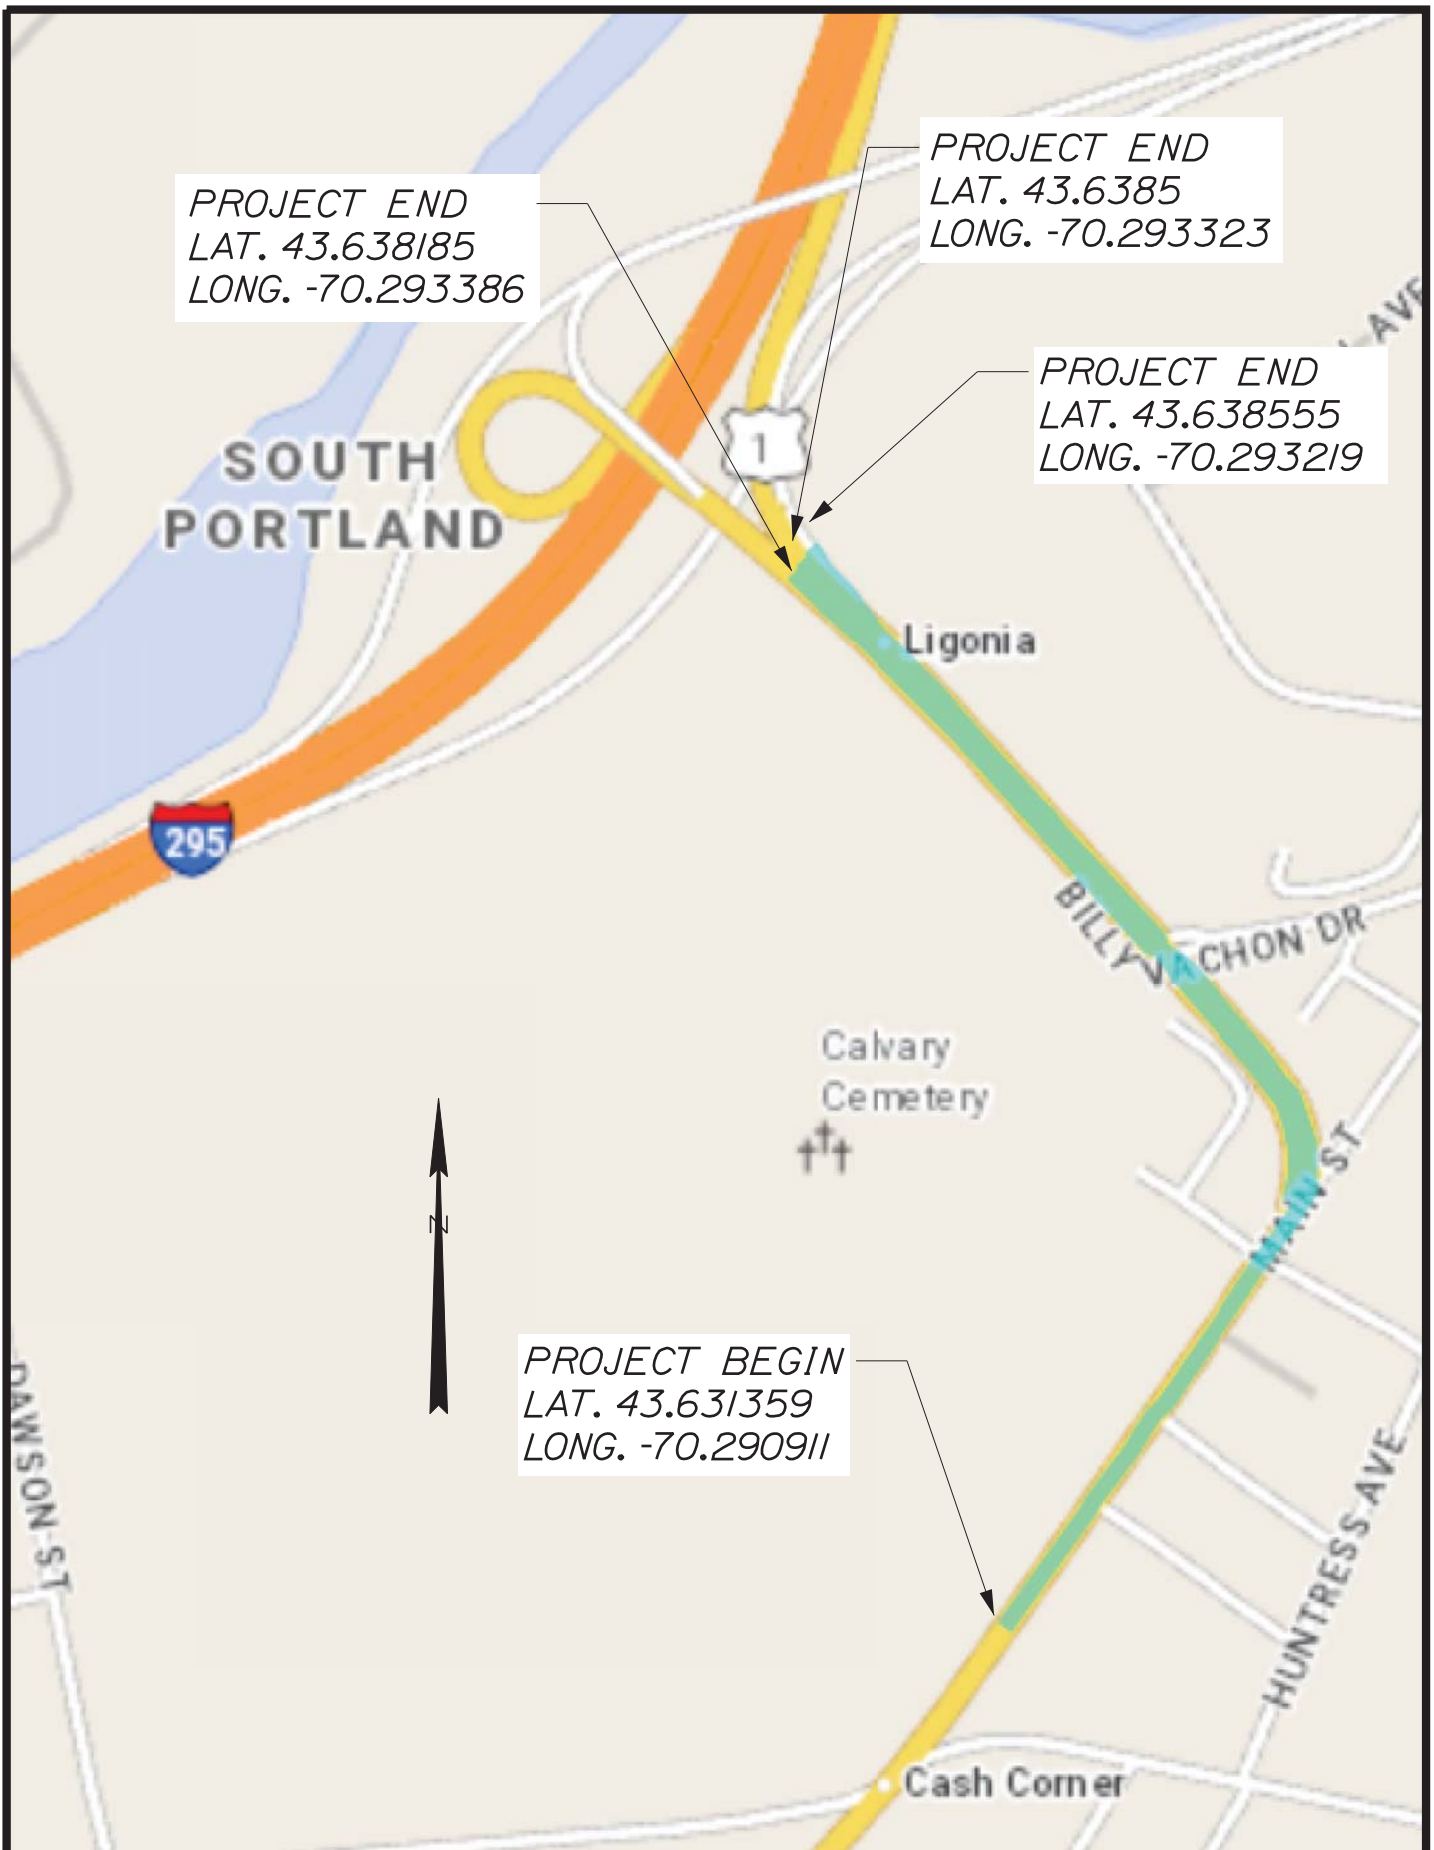 PROJECT END
LAT. 43.6385
LONG. -70.293323
PROJECT END
LAT. 43.638185
LONG. -70.293386
AVE
PROJECT END
LAT. 43.638555
LONG. -70.293219
1
SOUTH
PORTLAND
Ligonia
295
BILLY VACHON DR
Calvary
Cemetery
MAIN ST
N
PROJECT BEGIN
LAT. 43.631359
LONG. -70.290911
DAWSON ST
HUNTRESS AVE
Cash Corner